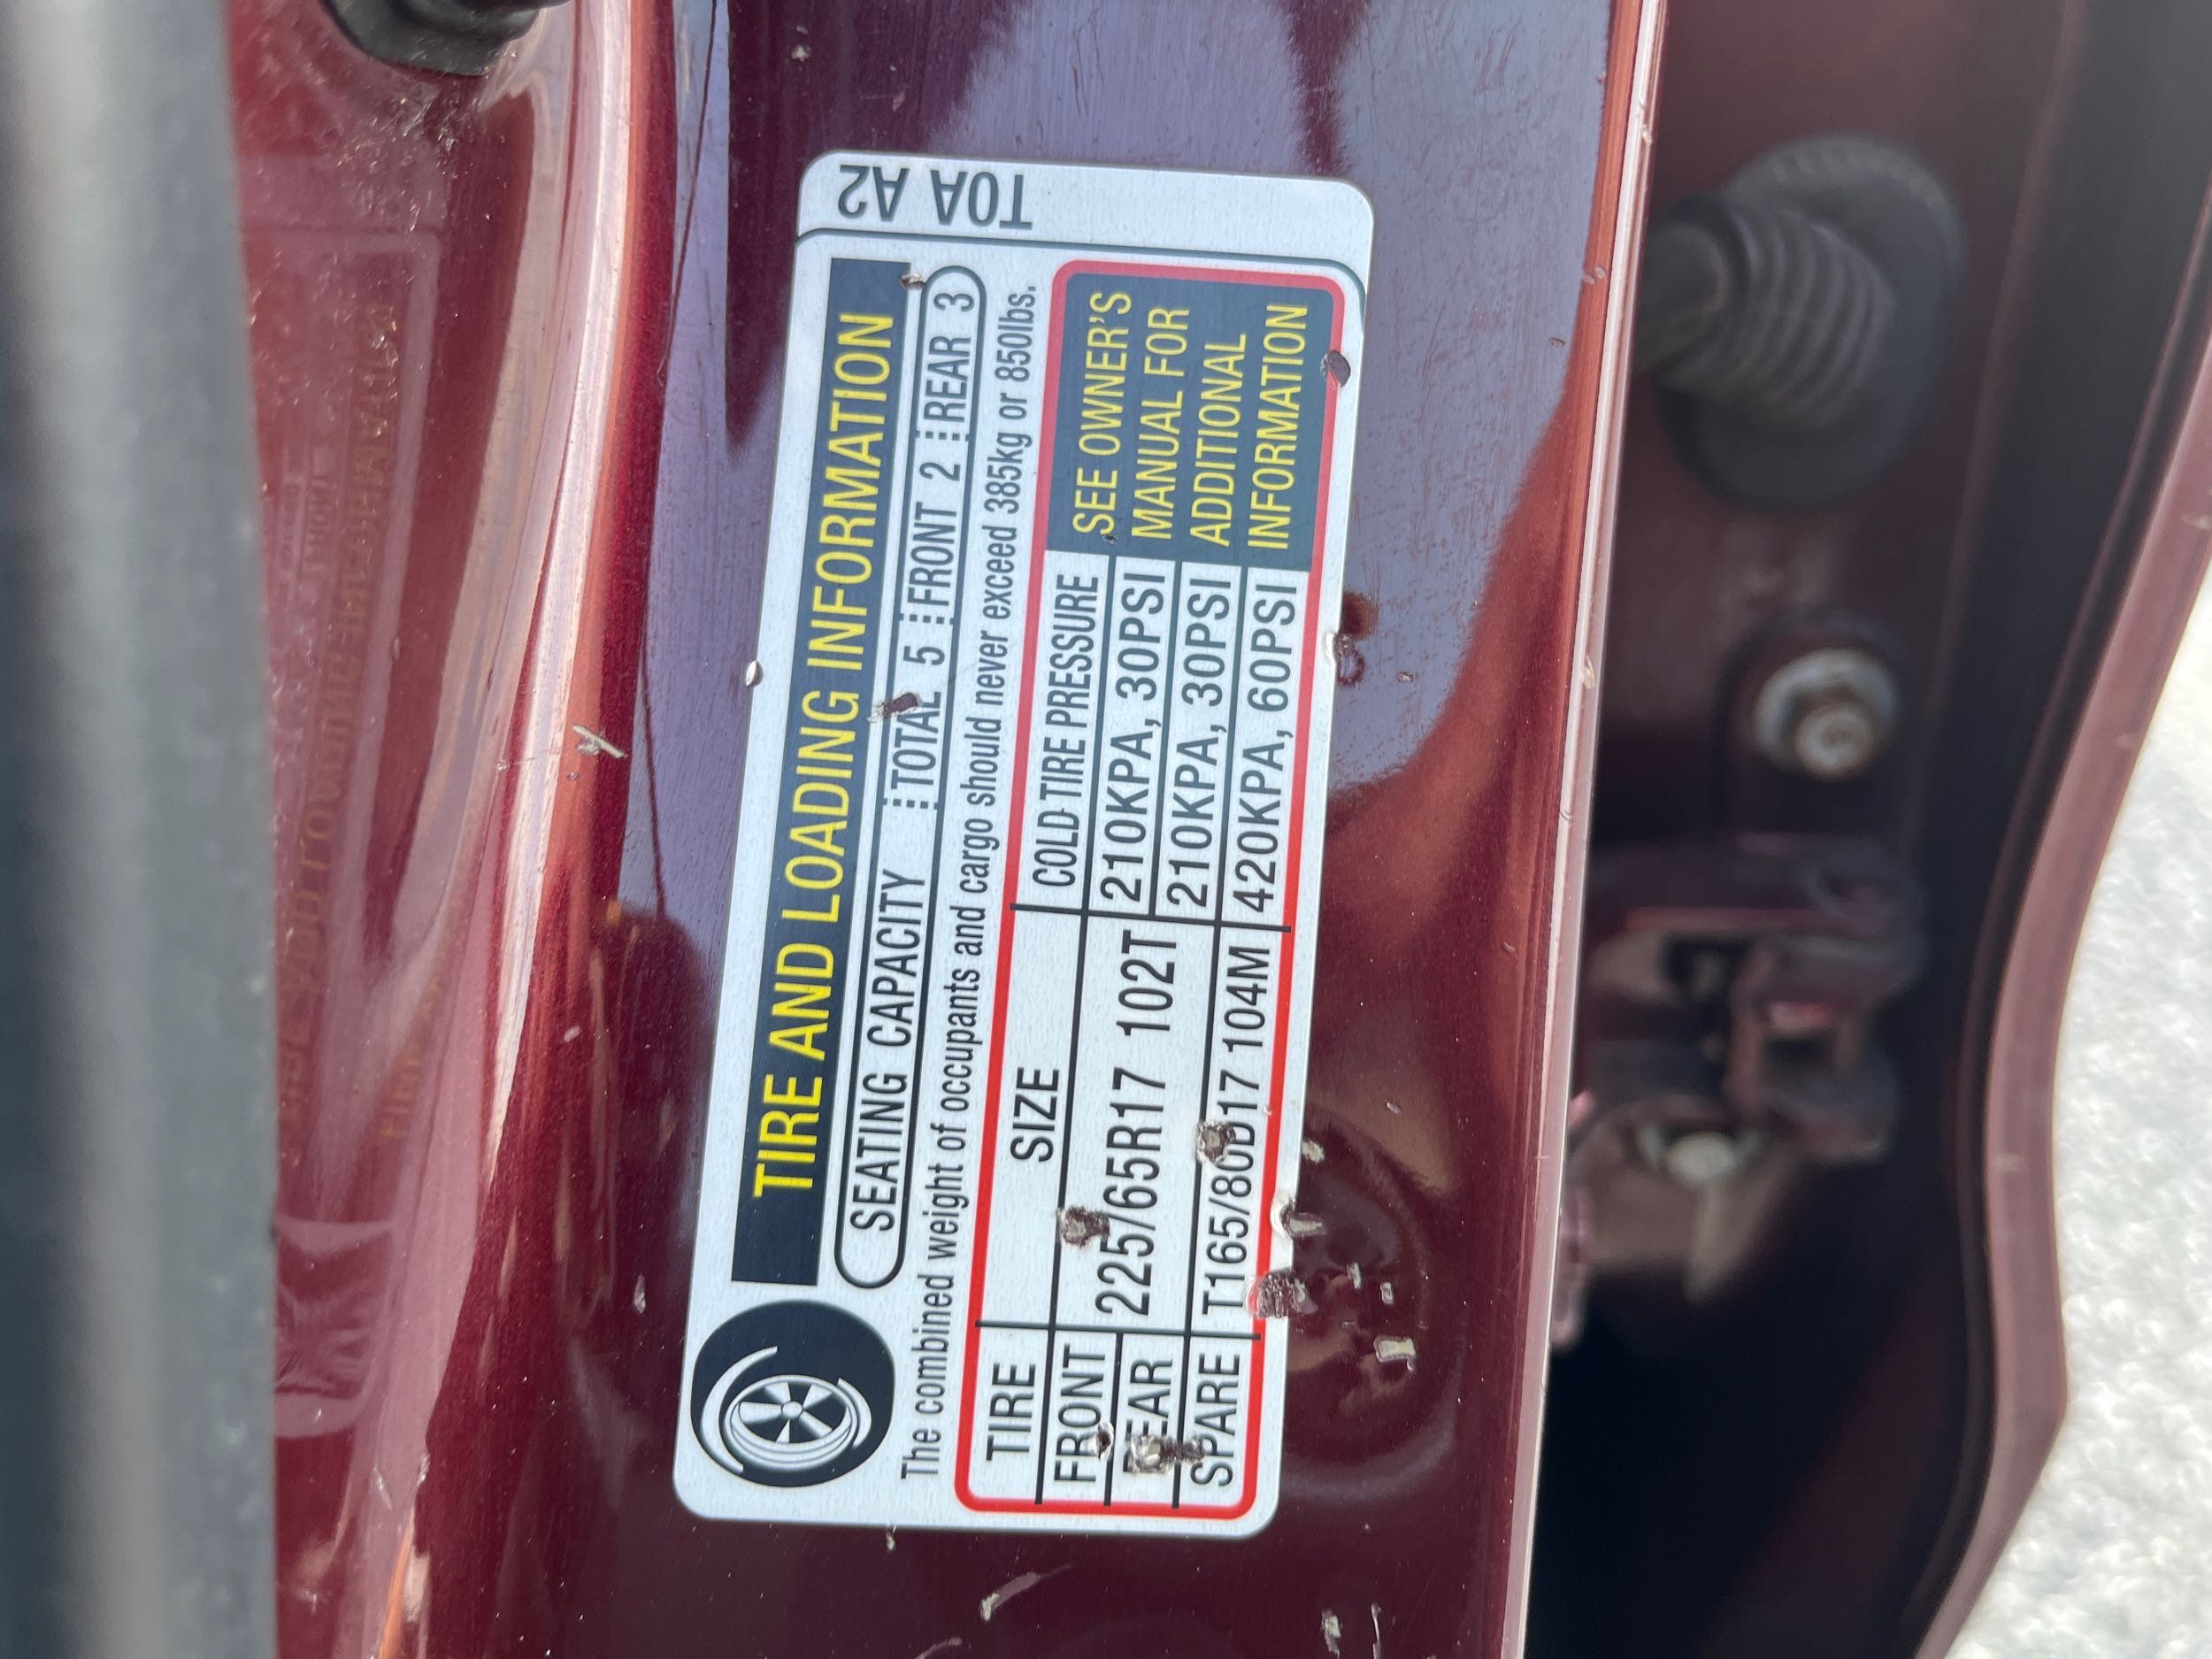 TIRE AND LOADING INFORMATION
SEATING CAPACITY TOTAL 5 FRONT 2 REAR 3
The combined weight of occupants and cargo should never exceed 385kg or 850lbs.
TIRE SIZE COLD TIRE PRESSURE SEE OWNER'S
FRONT 225/65R17 102T 210KPA, 30PSI MANUAL FOR
REAR 210KPA, 30PSI ADDITIONAL
SPARE T165/80D17 104M 420KPA, 60PSI INFORMATION
T0A A2